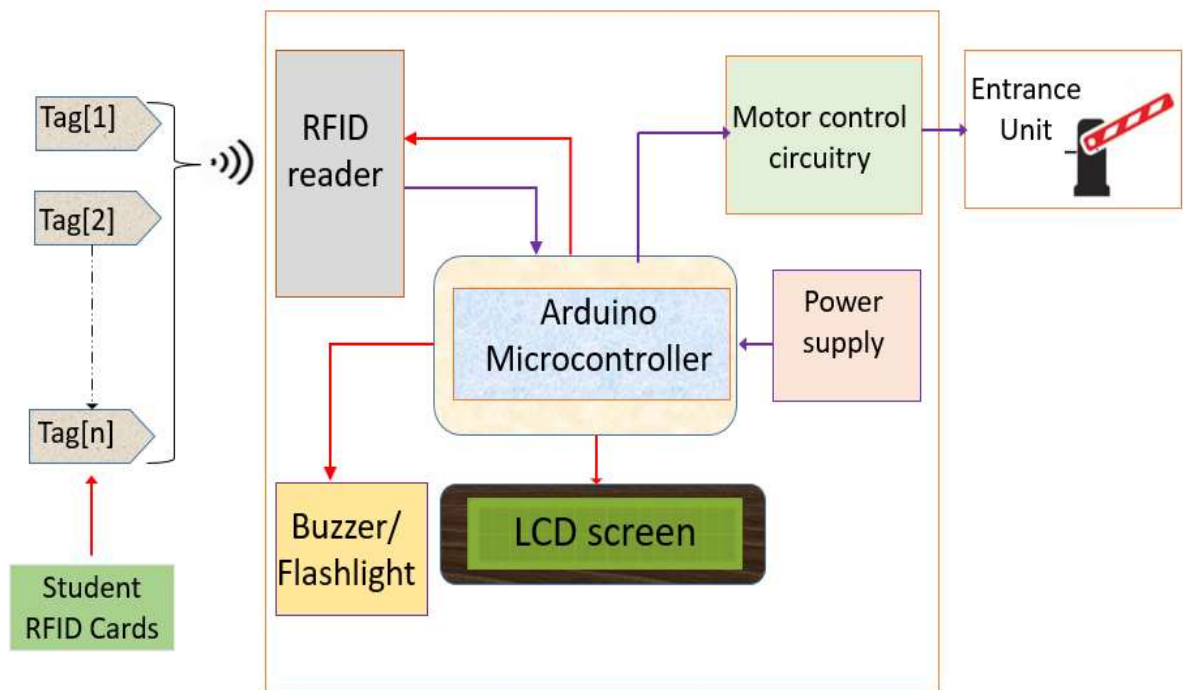 Tag[1]
Tag[2]
Tag[n]
Student
RFID Cards
RFID
reader
Motor control
circuitry
Entrance
Unit
Arduino
Microcontroller
Power
supply
Buzzer/
Flashlight
LCD screen